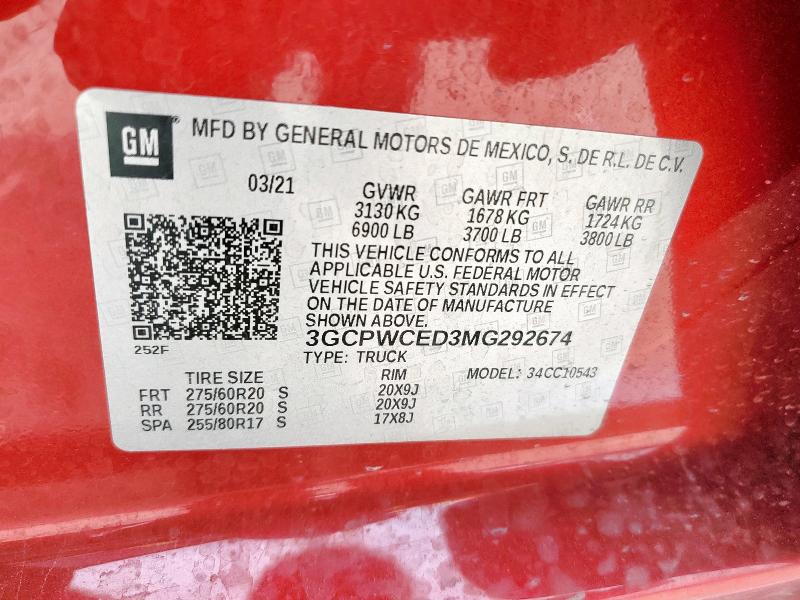 GM MFD BY GENERAL MOTORS DE MEXICO, S. DE R.L. DE C.V.
03/21 GVWR GAWR FRT GAWR RR
3130 KG 1678 KG 1724 KG
6900 LB 3700 LB 3800 LB
THIS VEHICLE CONFORMS TO ALL
APPLICABLE U.S. FEDERAL MOTOR
VEHICLE SAFETY STANDARDS IN EFFECT
ON THE DATE OF MANUFACTURE
SHOWN ABOVE.
3GCPWCED3MG292674
252F
TYPE: TRUCK
TIRE SIZE RIM MODEL: 34CC10543
FRT 275/60R20 S 20X9J
RR 275/60R20 S 20X9J
SPA 255/80R17 S 17X8J